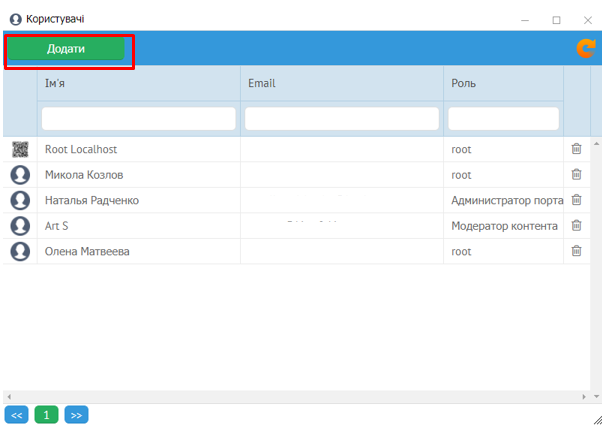 Користувачі
Додати
Ім'я Email Роль
Root Localhost root
Микола Козлов root
Наталья Радченко Администратор порта
Art S Модератор контента
Олена Матвеева root
<< 1 >>